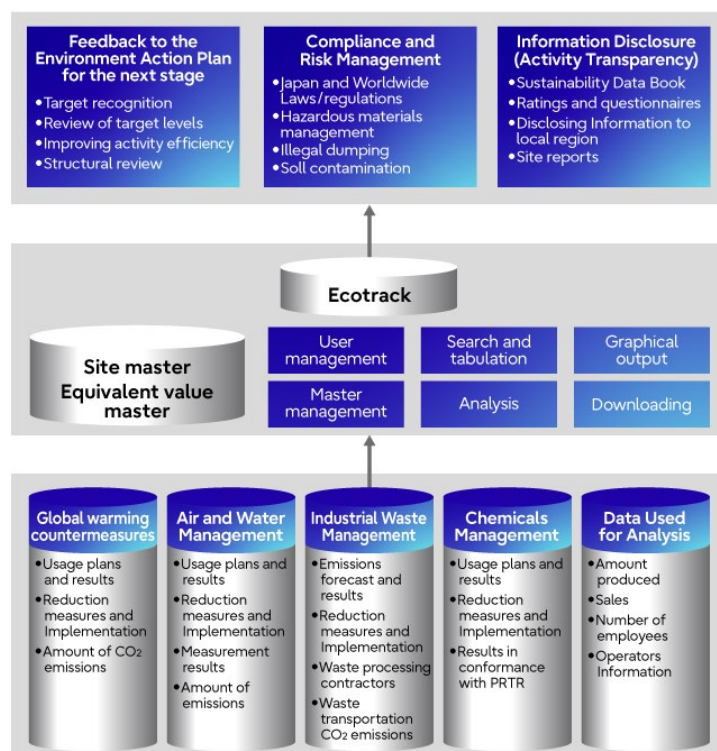 Feedback to the
Environment Action Plan
for the next stage
•Target recognition
•Review of target levels
•Improving activity efficiency
•Structural review
Compliance and
Risk Management
•Japan and Worldwide
Laws/regulations
•Hazardous materials
management
•Illegal dumping
•Soll contamination
Information Disclosure
(Activity Transparency)
•Sustainability Data Book
•Ratings and questionnaires
•Disclosing Information to
local region
•Site reports
Ecotrack
Site master
Equivalent value
master
User
management
Search and
tabulation
Graphical
output
Master
management
Analysis
Downloading
Global warming
countermeasures
•Usage plans
and results
•Reduction
measures and
Implementation
•Amount of CO₂
emissions
Air and Water
Management
•Usage plans and
results
•Reduction
measures and
Implementation
•Measurement
results
•Amount of
emissions
Industrial Waste
Management
•Emissions
forecast and
results
•Reduction
measures and
Implementation
•Waste processing
contractors
•Waste
transportation
CO₂ emissions
Chemicals
Management
•Usage plans and
results
•Reduction
measures and
Implementation
•Results in
conformance
with PRTR
Data Used
for Analysis
•Amount
produced
•Sales
•Number of
employees
•Operators
Information